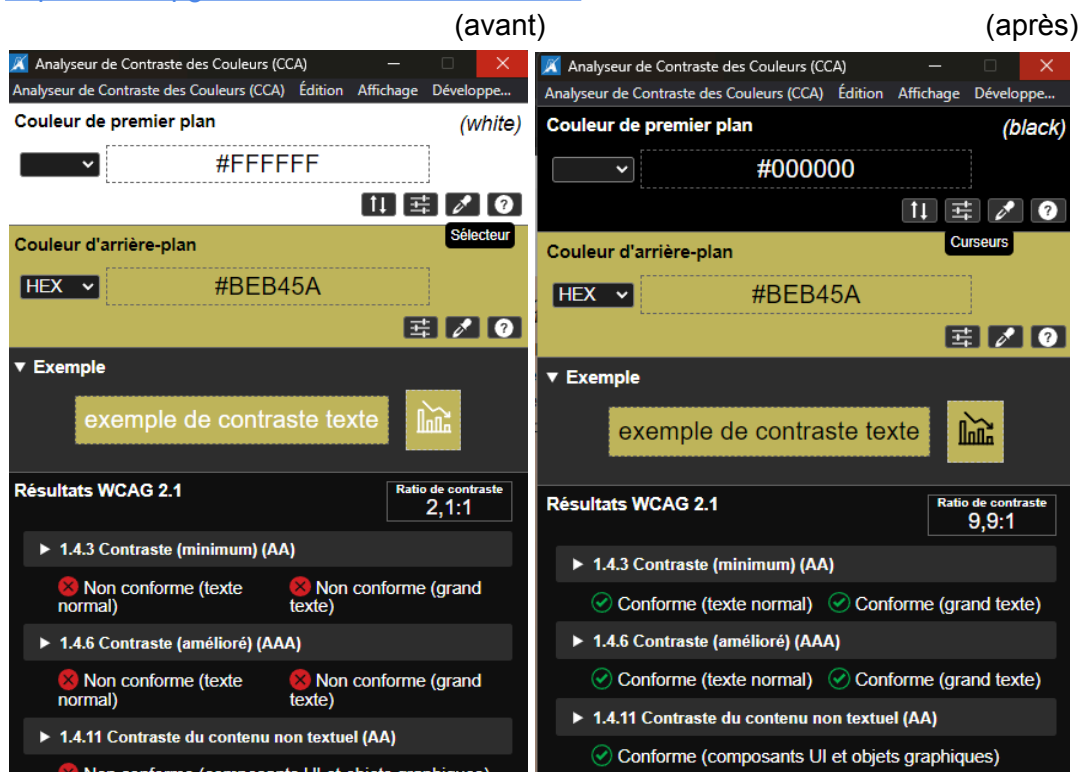 (avant)
(après)
Analyseur de Contraste des Couleurs (CCA)
Analyseur de Contraste des Couleurs (CCA) Édition Affichage Développe...
Couleur de premier plan (white)
#FFFFFF
Sélecteur
Couleur d'arrière-plan
HEX #BEB45A
Exemple
exemple de contraste texte
Résultats WCAG 2.1
Ratio de contraste
2,1:1
1.4.3 Contraste (minimum) (AA)
Non conforme (texte normal)
Non conforme (grand texte)
1.4.6 Contraste (amélioré) (AAA)
Non conforme (texte normal)
Non conforme (grand texte)
1.4.11 Contraste du contenu non textuel (AA)
Non conforme (composants UI et objets graphiques)
Analyseur de Contraste des Couleurs (CCA)
Analyseur de Contraste des Couleurs (CCA) Édition Affichage Développe...
Couleur de premier plan (black)
#000000
Curseurs
Couleur d'arrière-plan
HEX #BEB45A
Exemple
exemple de contraste texte
Résultats WCAG 2.1
Ratio de contraste
9,9:1
1.4.3 Contraste (minimum) (AA)
Conforme (texte normal) Conforme (grand texte)
1.4.6 Contraste (amélioré) (AAA)
Conforme (texte normal) Conforme (grand texte)
1.4.11 Contraste du contenu non textuel (AA)
Conforme (composants UI et objets graphiques)